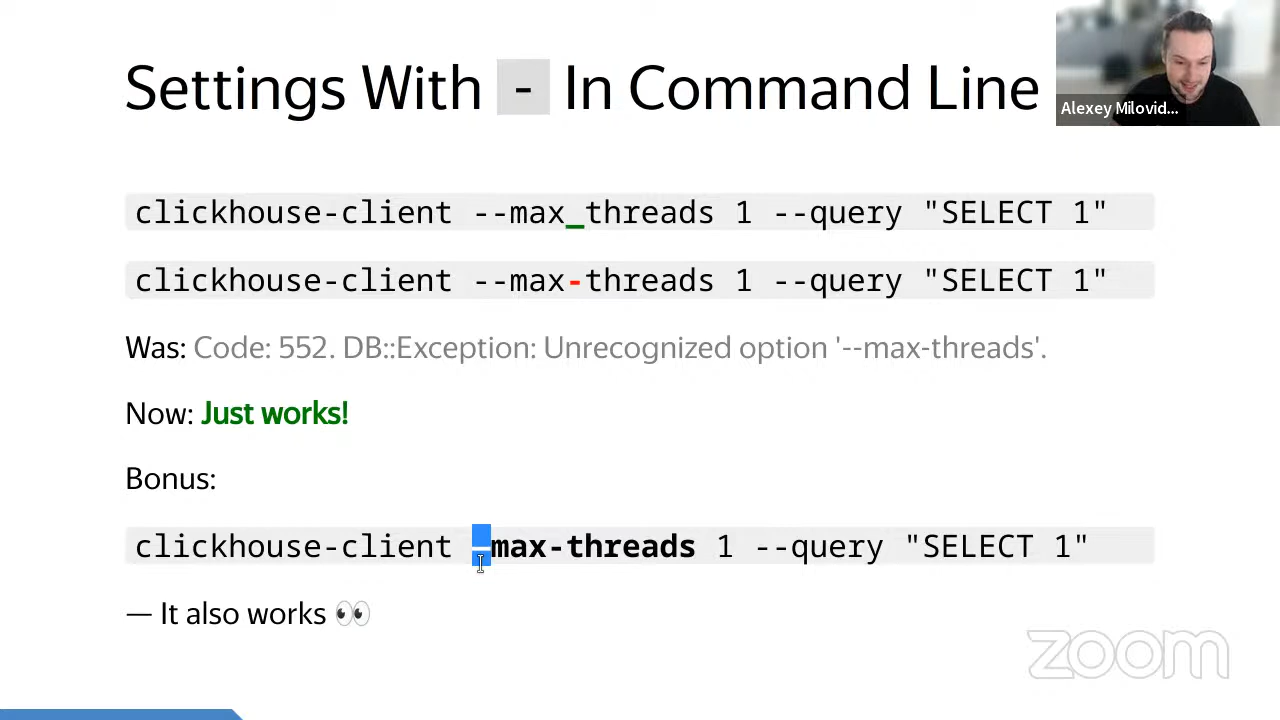 Settings With - In Command Line
Alexey Milovid...
clickhouse-client --max_threads 1 --query "SELECT 1"
clickhouse-client --max-threads 1 --query "SELECT 1"
Was: Code: 552. DB::Exception: Unrecognized option '--max-threads'.
Now: Just works!
Bonus:
clickhouse-client —max-threads 1 --query "SELECT 1"
— It also works 👀
zoom